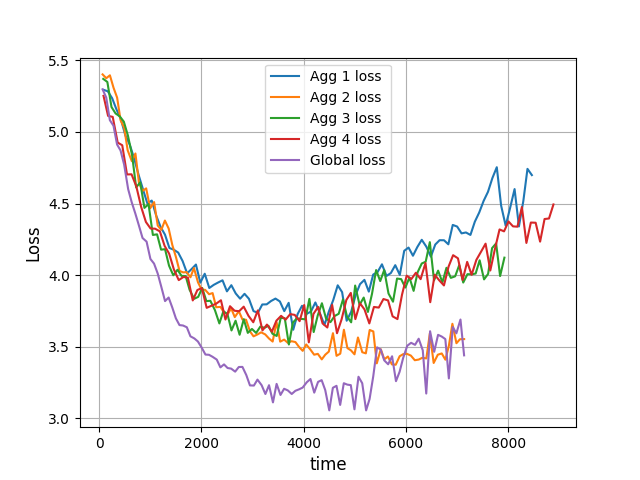 5.5
5.0
4.5
4.0
3.5
3.0
Loss
Agg 1 loss
Agg 2 loss
Agg 3 loss
Agg 4 loss
Global loss
0
2000
4000
6000
8000
time